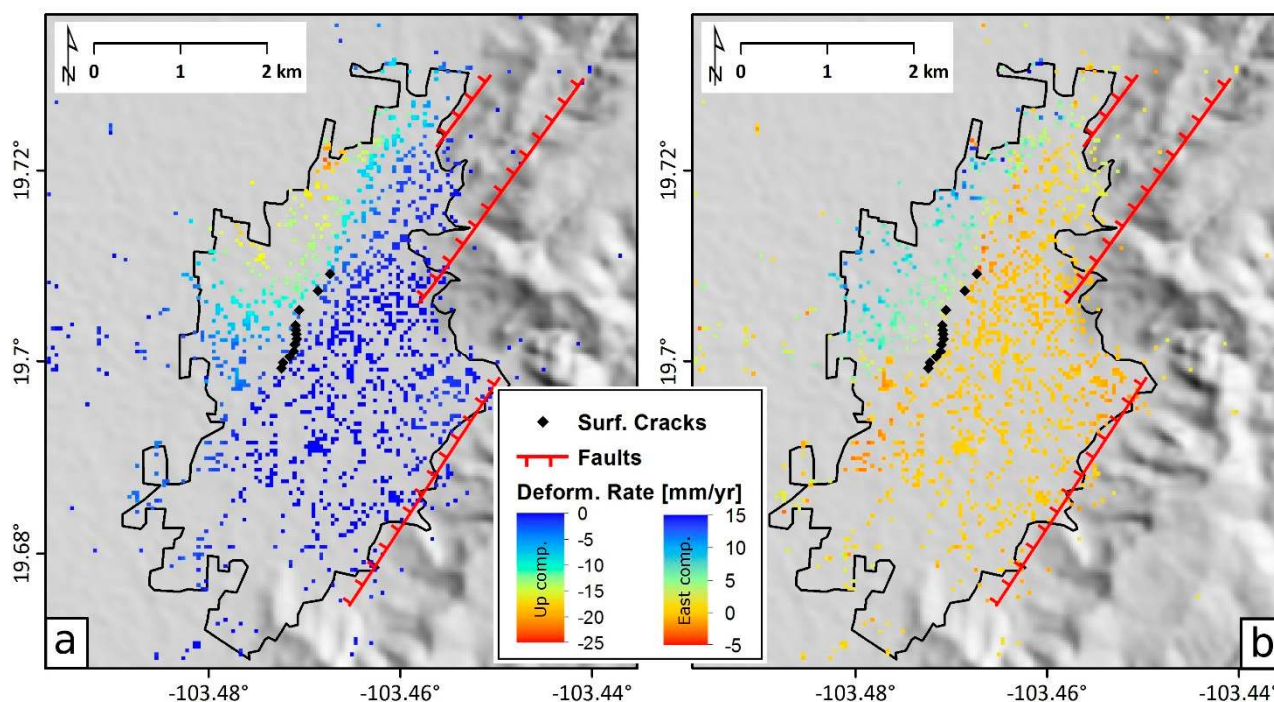 N
0 1 2 km
N
0 1 2 km
19.72°
19.7°
19.68°
19.72°
19.7°
19.68°
Surf. Cracks
Faults
Deform. Rate [mm/yr]
Up comp.
0
-5
-10
-15
-20
-25
East comp.
15
10
5
0
-5
a
b
-103.48°
-103.46°
-103.44°
-103.48°
-103.46°
-103.44°